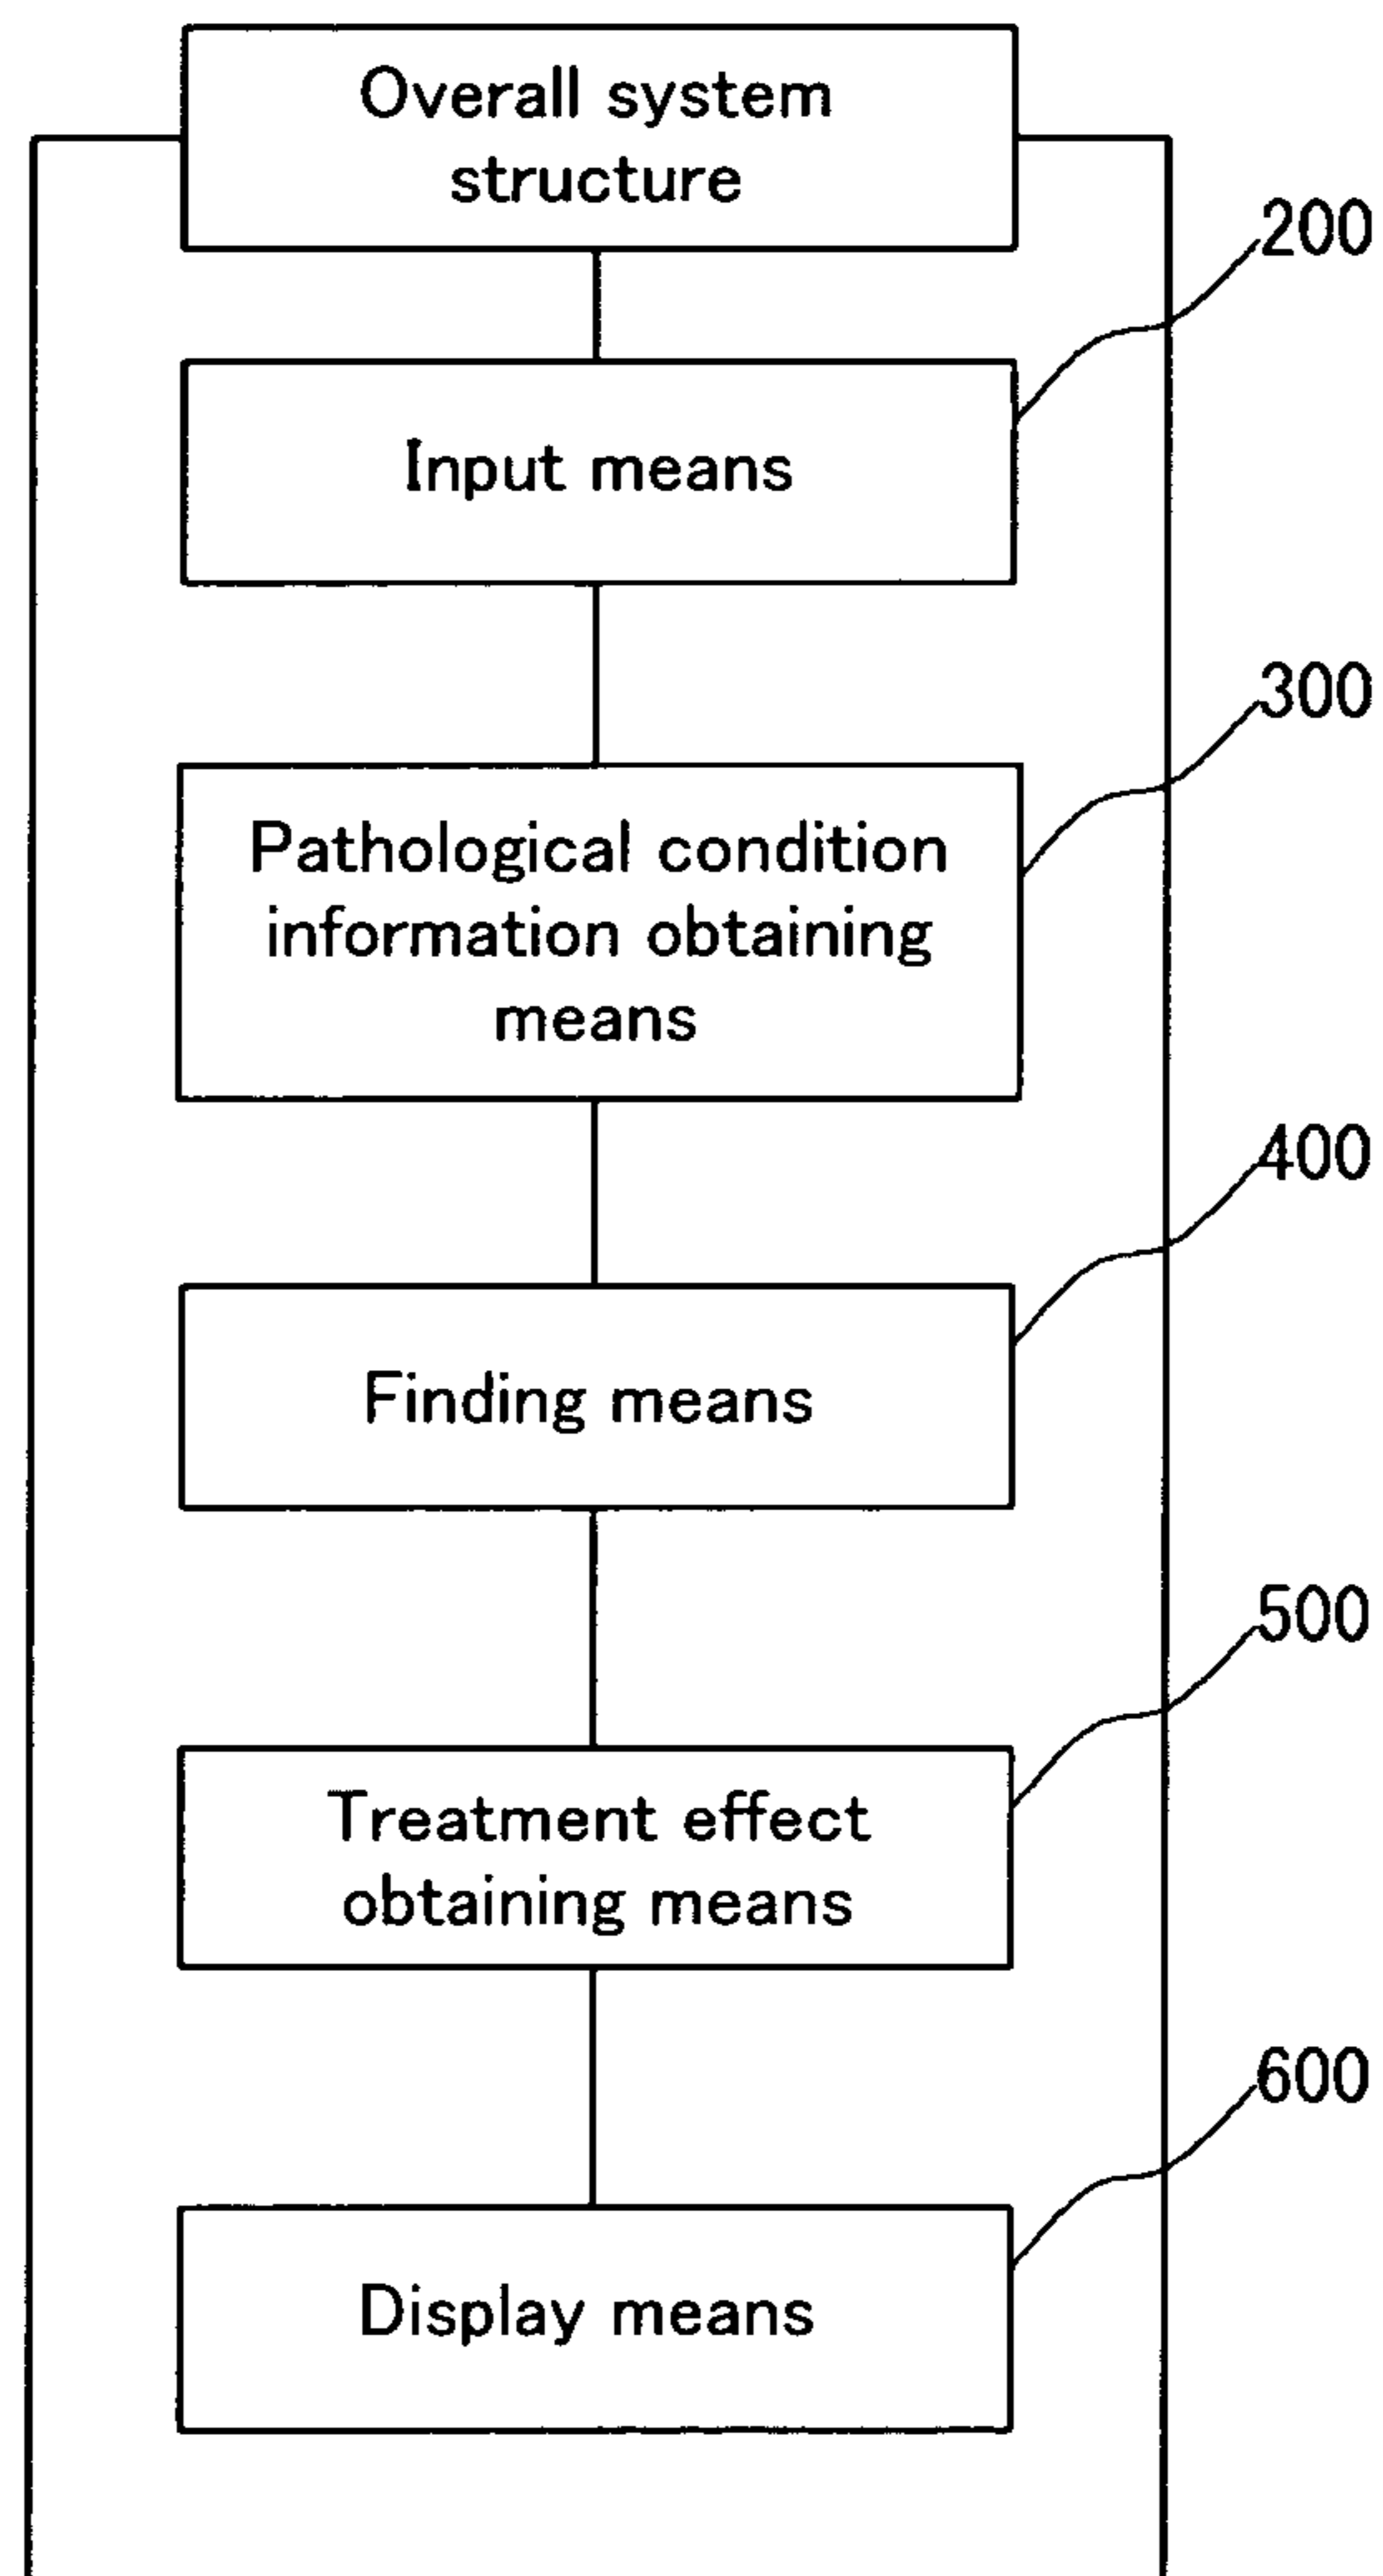 Overall system
structure
200
Input means
300
Pathological condition
information obtaining
means
400
Finding means
500
Treatment effect
obtaining means
600
Display means